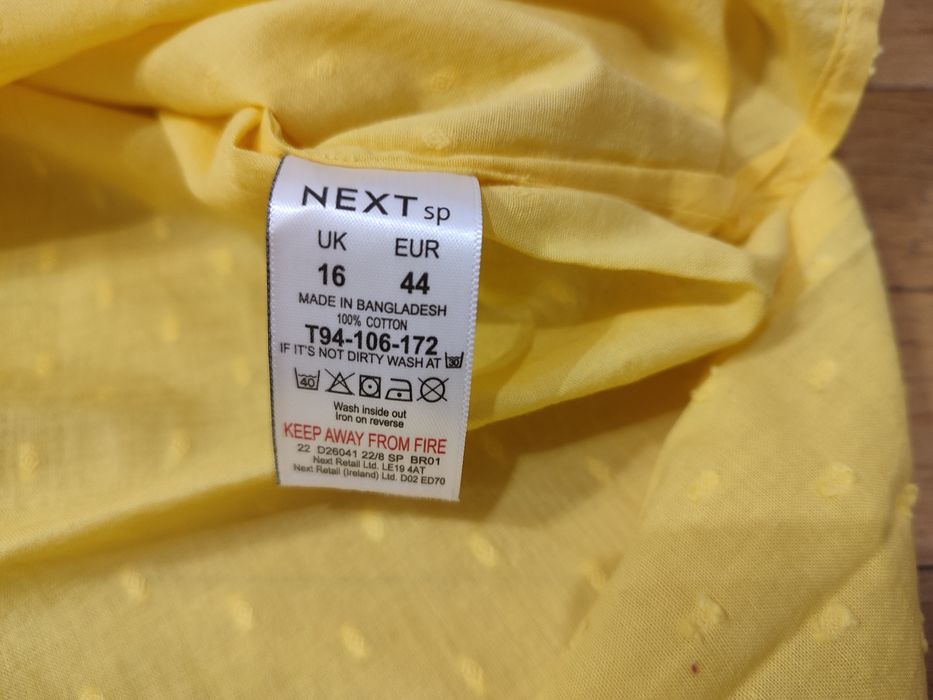 NEXT sp
UK EUR
16 44
MADE IN BANGLADESH
100% COTTON
T94-106-172
IF IT'S NOT DIRTY WASH AT 30
40
Wash inside out
Iron on reverse
KEEP AWAY FROM FIRE
22 D26041 22/8 SP BR01
Next Retail Ltd. LE19 4AT
Next Retail (Ireland) Ltd. D02 ED70